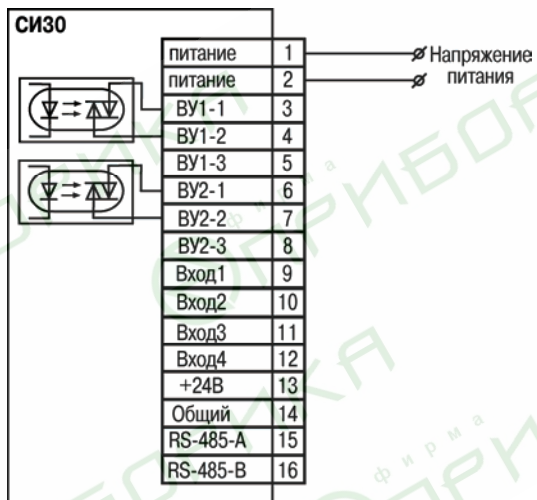 СИ30
питание 1
Напряжение
питание 2
питания
ВУ1-1 3
ВУ1-2 4
ВУ1-3 5
ВУ2-1 6
ВУ2-2 7
ВУ2-3 8
Вход1 9
Вход2 10
Вход3 11
Вход4 12
+24В 13
Общий 14
RS-485-A 15
RS-485-B 16
фирма
фирма